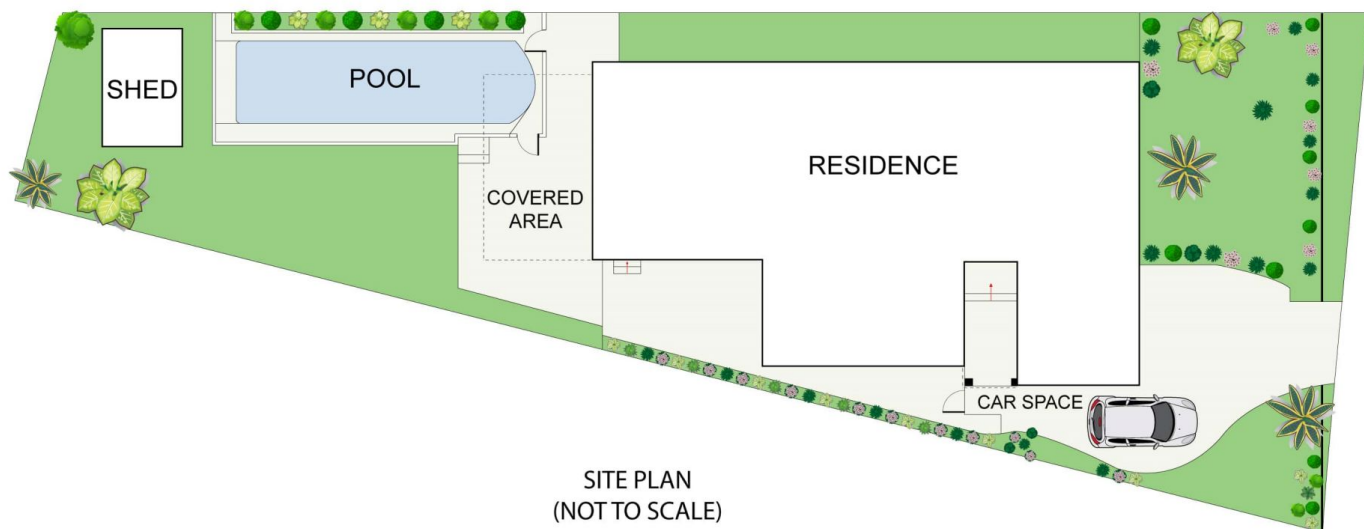 SHED
POOL
RESIDENCE
COVERED
AREA
CAR SPACE
SITE PLAN
(NOT TO SCALE)